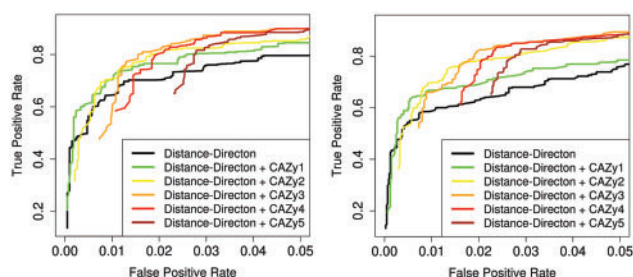 True Positive Rate
0.8
0.6
0.4
0.2
Distance-Directon
Distance-Directon + CAZy1
Distance-Directon + CAZy2
Distance-Directon + CAZy3
Distance-Directon + CAZy4
Distance-Directon + CAZy5
0.00 0.01 0.02 0.03 0.04 0.05
False Positive Rate
True Positive Rate
0.8
0.6
0.4
0.2
Distance-Directon
Distance-Directon + CAZy1
Distance-Directon + CAZy2
Distance-Directon + CAZy3
Distance-Directon + CAZy4
Distance-Directon + CAZy5
0.00 0.01 0.02 0.03 0.04 0.05
False Positive Rate